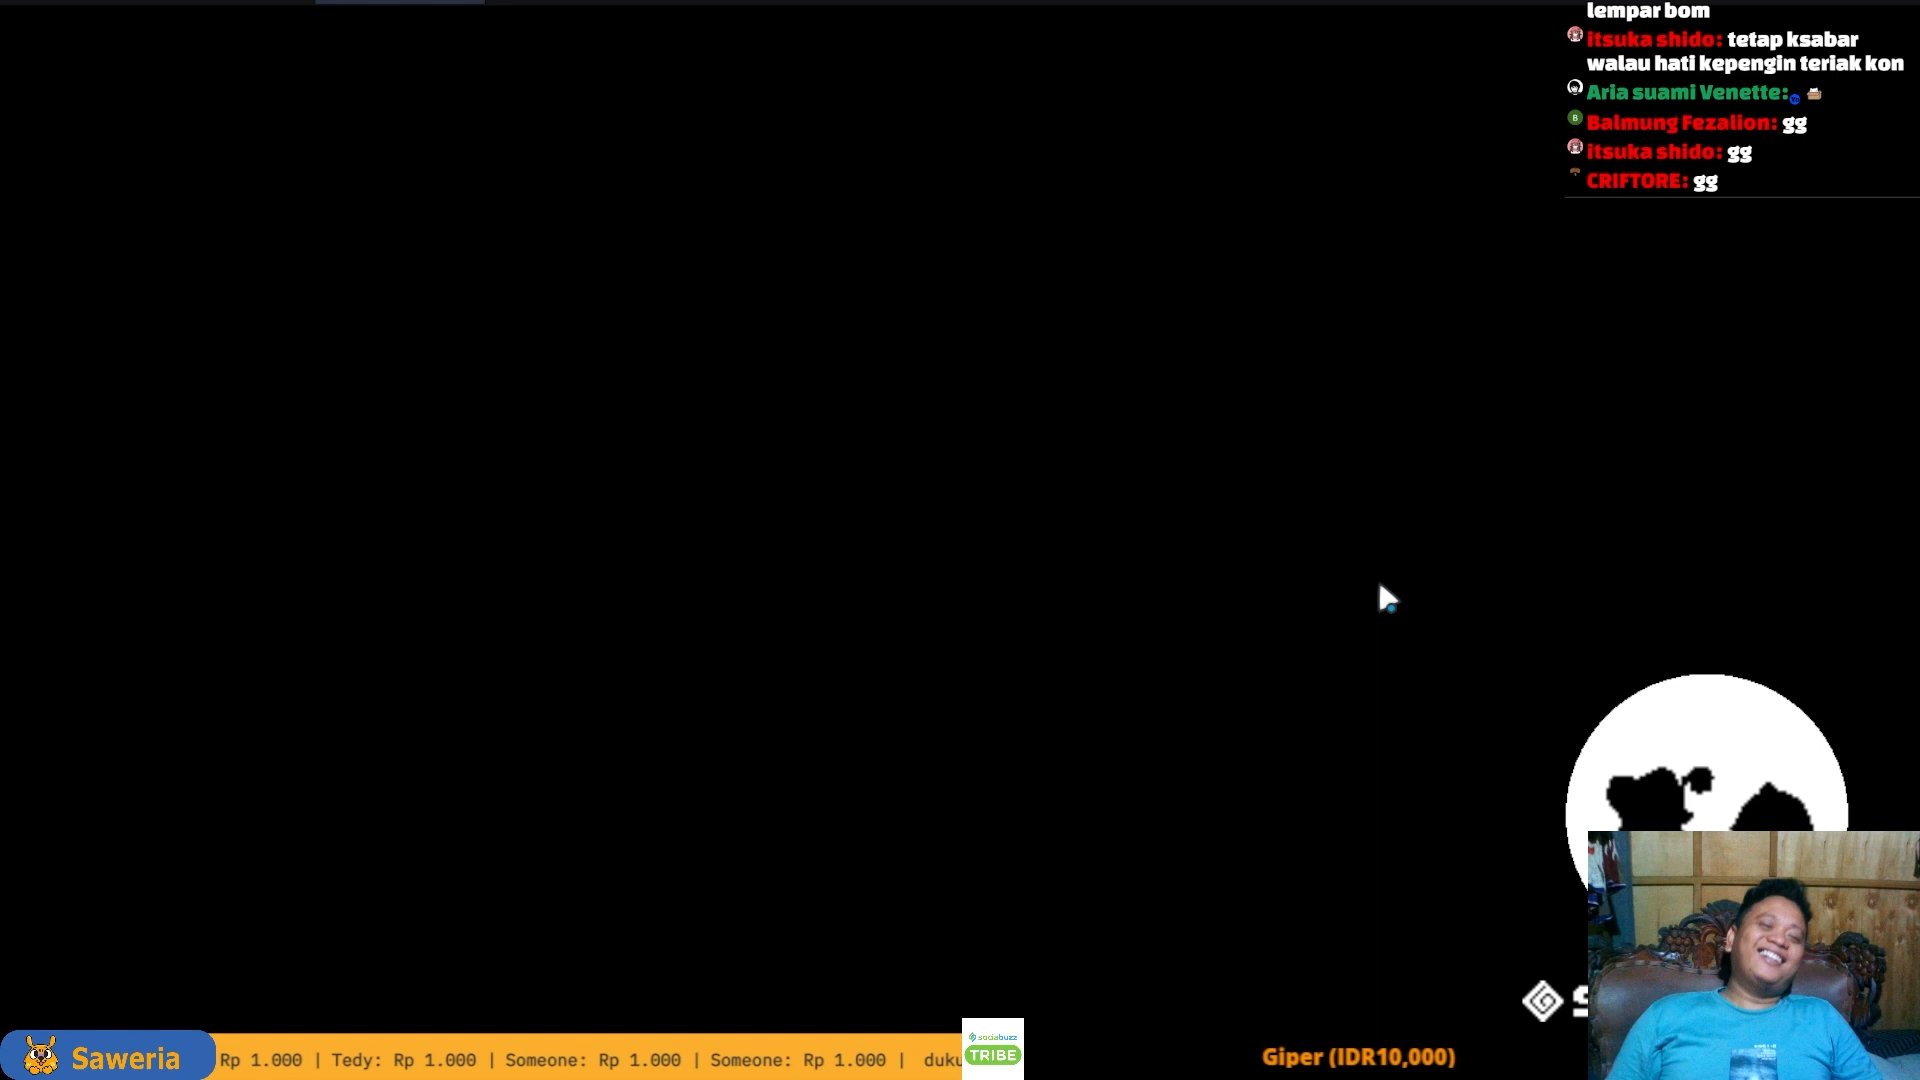 lempar bom
itsuka shido: tetap ksabar
walau hati kepengin teriak kon
Aria suami Venette:
B
Balmung Fezalion: gg
itsuka shido: gg
CRIFTORE: gg
Saweria
Rp 1.000 | Tedy: Rp 1.000 | Someone: Rp 1.000 | Someone: Rp 1.000 | duku
sociabuzz
TRIBE
Giper (IDR10,000)